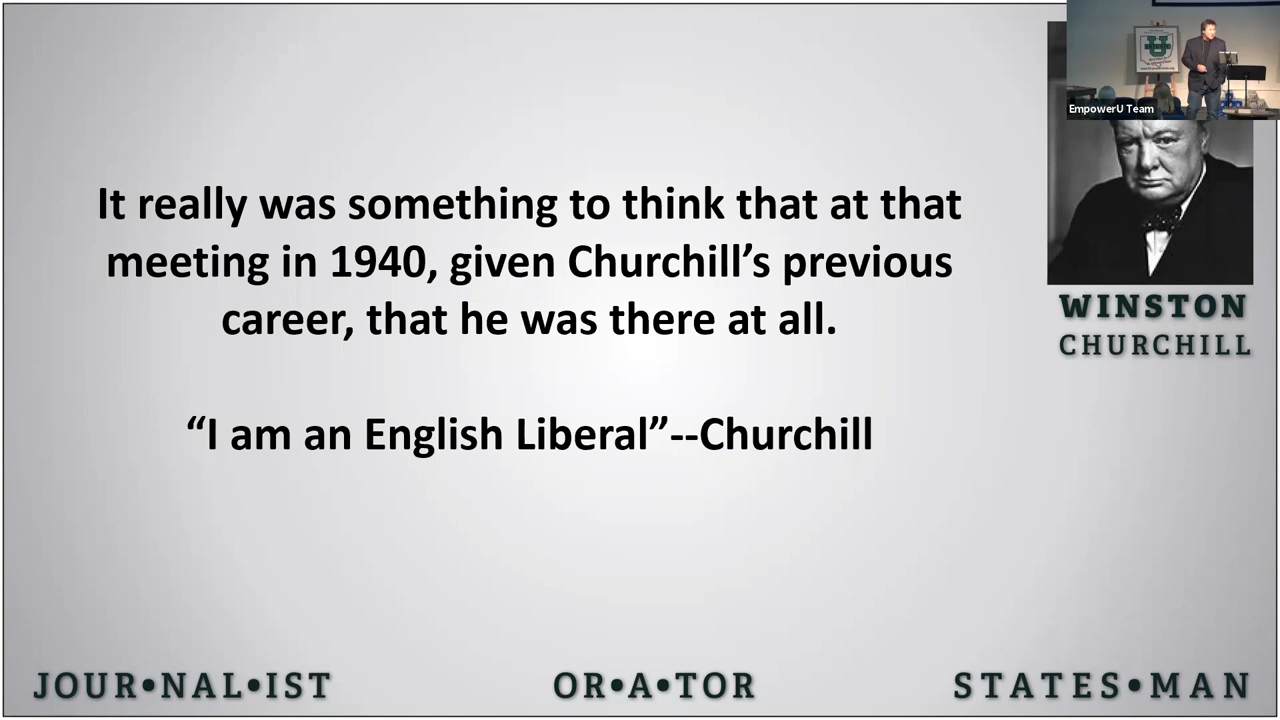 EmpowerU Team
It really was something to think that at that
meeting in 1940, given Churchill’s previous
career, that he was there at all.
“I am an English Liberal”--Churchill
WINSTON
CHURCHILL
JOUR•NAL•IST
OR•A•TOR
STATES•MAN